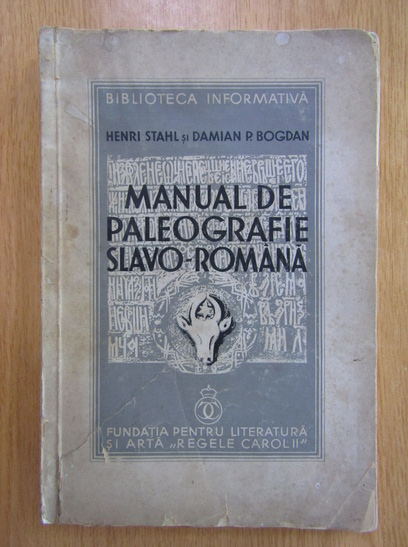 BIBLIOTECA INFORMATIVĂ
HENRI STAHL și DAMIAN P. BOGDAN
MANUAL DE
PALEOGRAFIE
SLAVO-ROMÂNĂ
FUNDAȚIA PENTRU LITERATURĂ
ȘI ARTĂ „REGELE CAROL II"